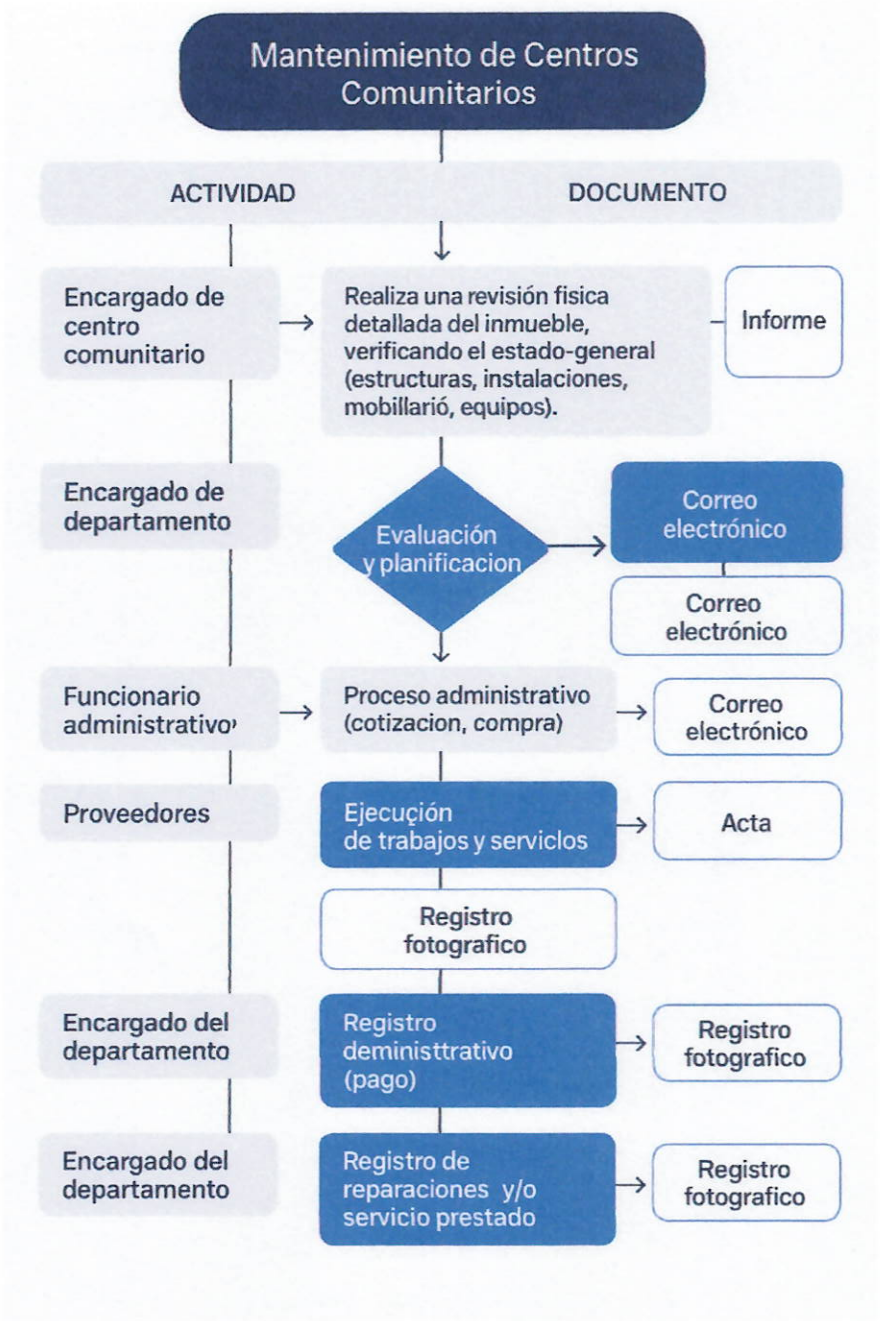 Mantenimiento de Centros
Comunitarios
ACTIVIDAD
DOCUMENTO
Encargado de
centro
comunitario
Realiza una revisión fisica
detallada del inmueble,
verificando el estado-general
(estructuras, instalaciones,
mobillarió, equipos).
Informe
Encargado de
departamento
Evaluación
y planificacion
Correo
electrónico
Correo
electrónico
Funcionario
administrativo'
Proceso administrativo
(cotizacion, compra)
Correo
electrónico
Proveedores
Ejecuçión
de trabajos y serviclos
Acta
Registro
fotografico
Encargado del
departamento
Registro
deministtrativo
(pago)
Registro
fotografico
Encargado del
departamento
Registro de
reparaciones y/o
servicio prestado
Registro
fotografico